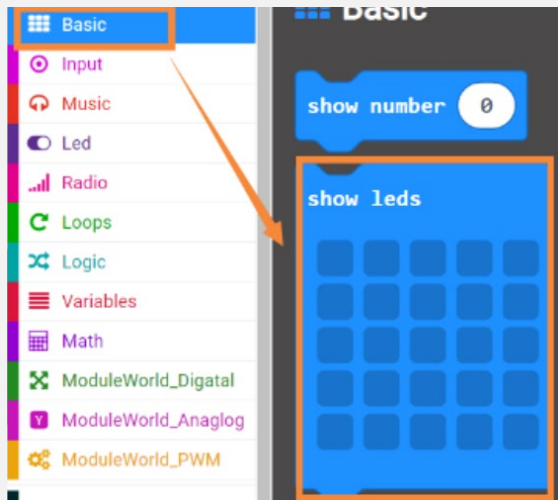 Basic
Input
Music
Led
Radio
Loops
Logic
Variables
Math
ModuleWorld_Digatal
ModuleWorld_Anaglog
ModuleWorld_PWM
Basic
show number 0
show leds